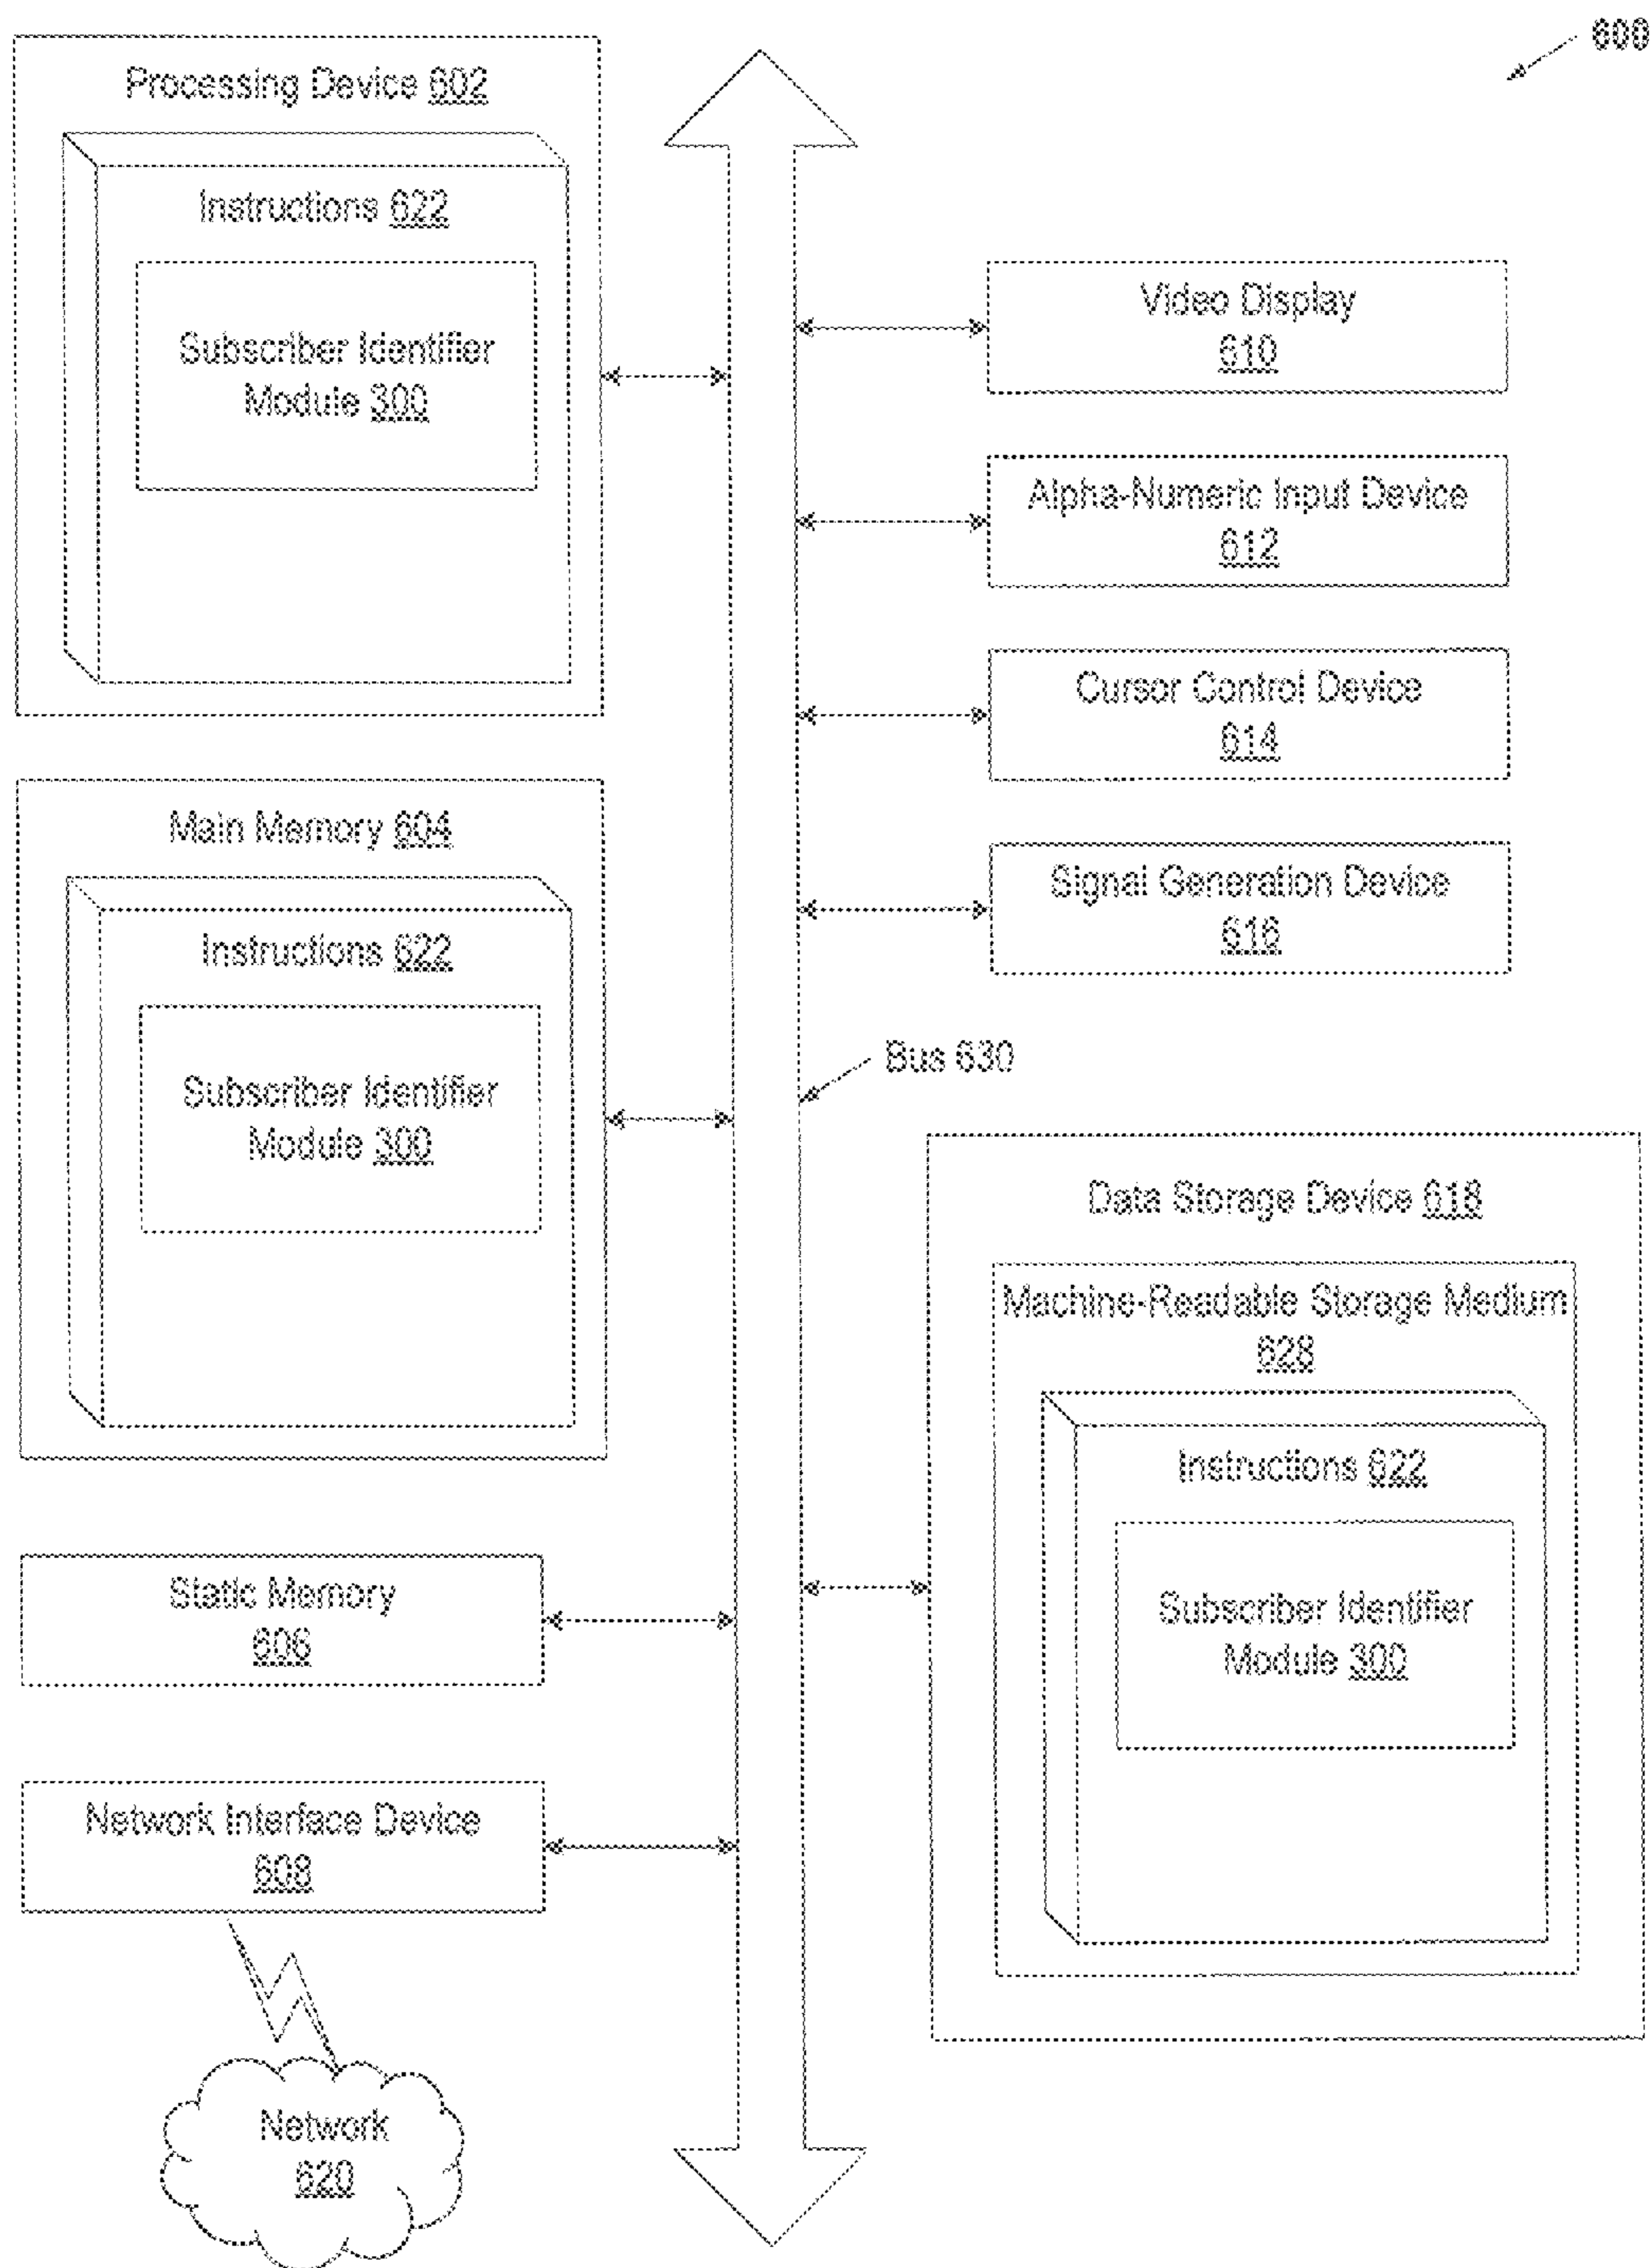 600
Processing Device 602
Instructions 622
Subscriber Identifier
Module 300
Video Display
610
Alpha-Numeric Input Device
612
Cursor Control Device
614
Signal Generation Device
616
Main Memory 604
Instructions 622
Subscriber Identifier
Module 300
Bus 630
Data Storage Device 618
Machine-Readable Storage Medium
628
Instructions 622
Subscriber Identifier
Module 300
Static Memory
606
Network Interface Device
608
Network
620